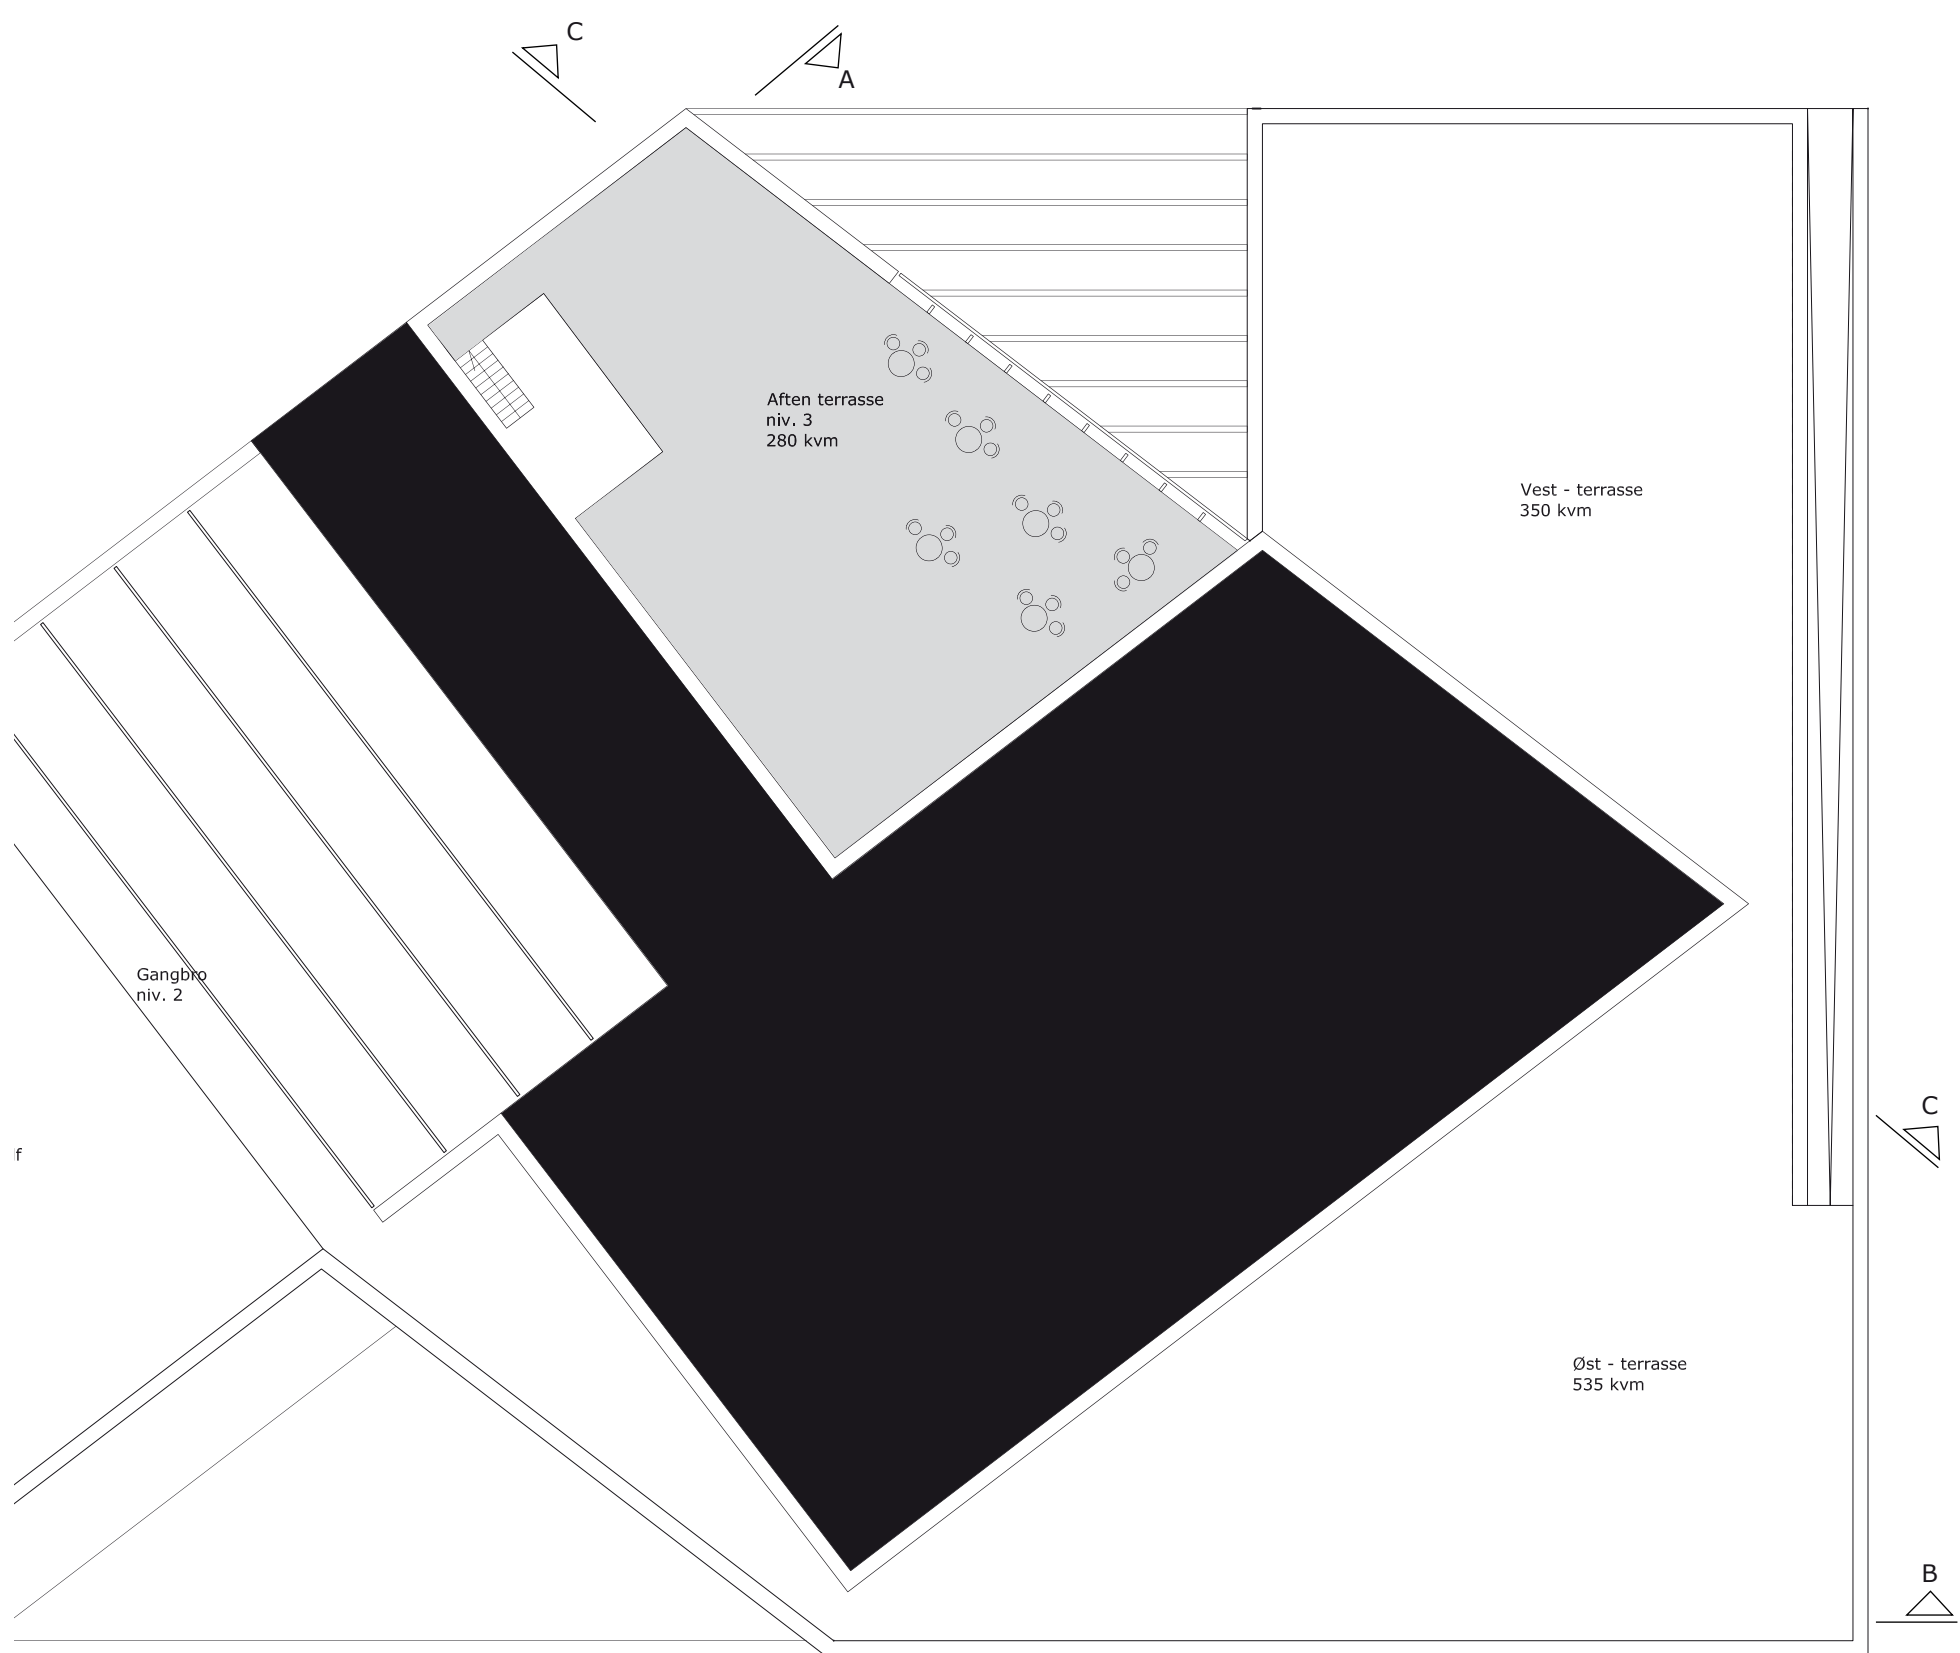 C
A
Aften terrasse
niv. 3
280 kvm
Vest - terrasse
350 kvm
Gangbro
niv. 2
C
f
Øst - terrasse
535 kvm
B